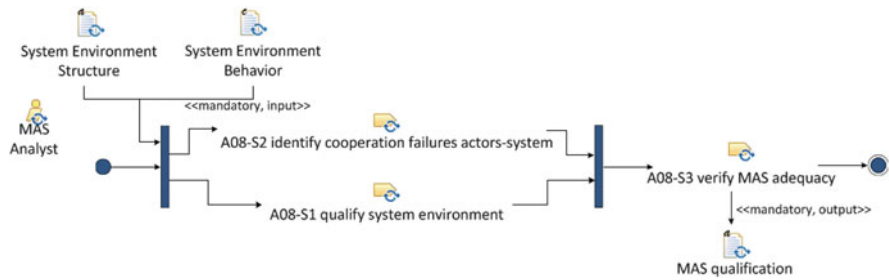 System Environment
Structure
System Environment
Behavior
<<mandatory, input>>
MAS
Analyst
A08-S2 identify cooperation failures actors-system
A08-S1 qualify system environment
A08-S3 verify MAS adequacy
<<mandatory, output>>
MAS qualification